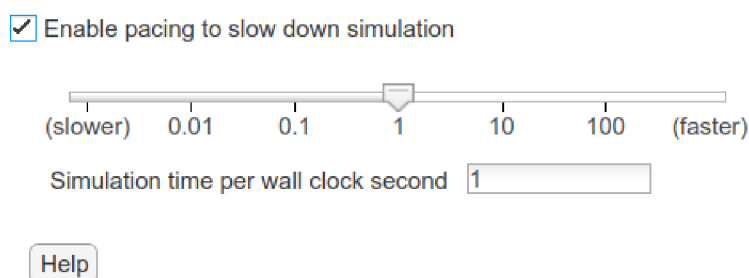 Enable pacing to slow down simulation
(slower) 0.01 0.1 1 10 100 (faster)
Simulation time per wall clock second 1
Help